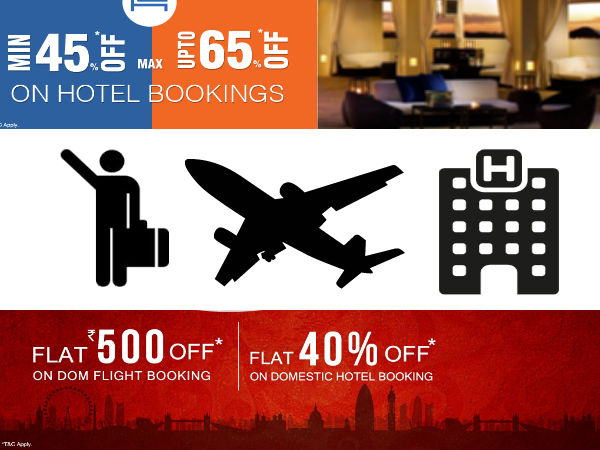 MIN 45% OFF* MAX UPTO 65% OFF*
ON HOTEL BOOKINGS
C Apply.
H
FLAT ₹500 OFF*
ON DOM FLIGHT BOOKING
FLAT 40% OFF*
ON DOMESTIC HOTEL BOOKING
*T&C Apply.